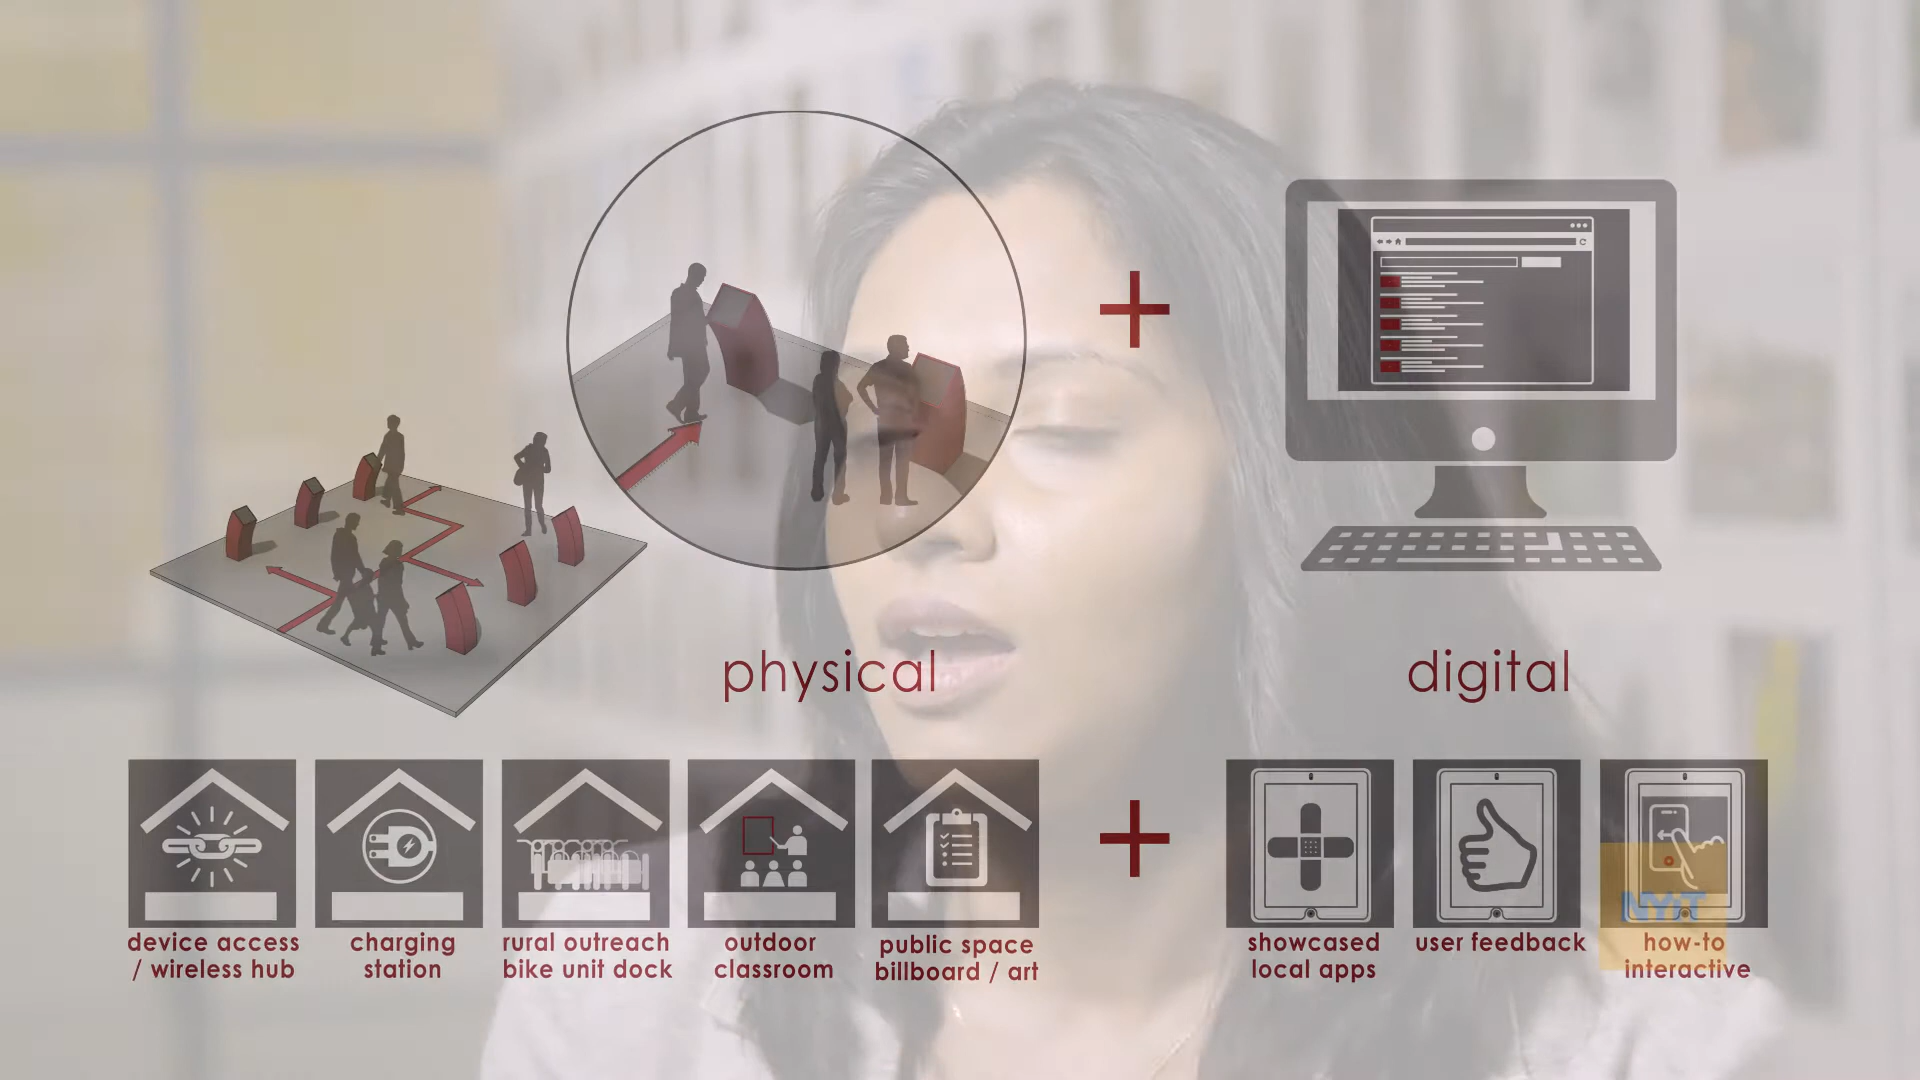 physical
digital
device access
/ wireless hub
charging
station
rural outreach
bike unit dock
outdoor
classroom
public space
billboard / art
showcased
local apps
user feedback
how-to
interactive
NYiT